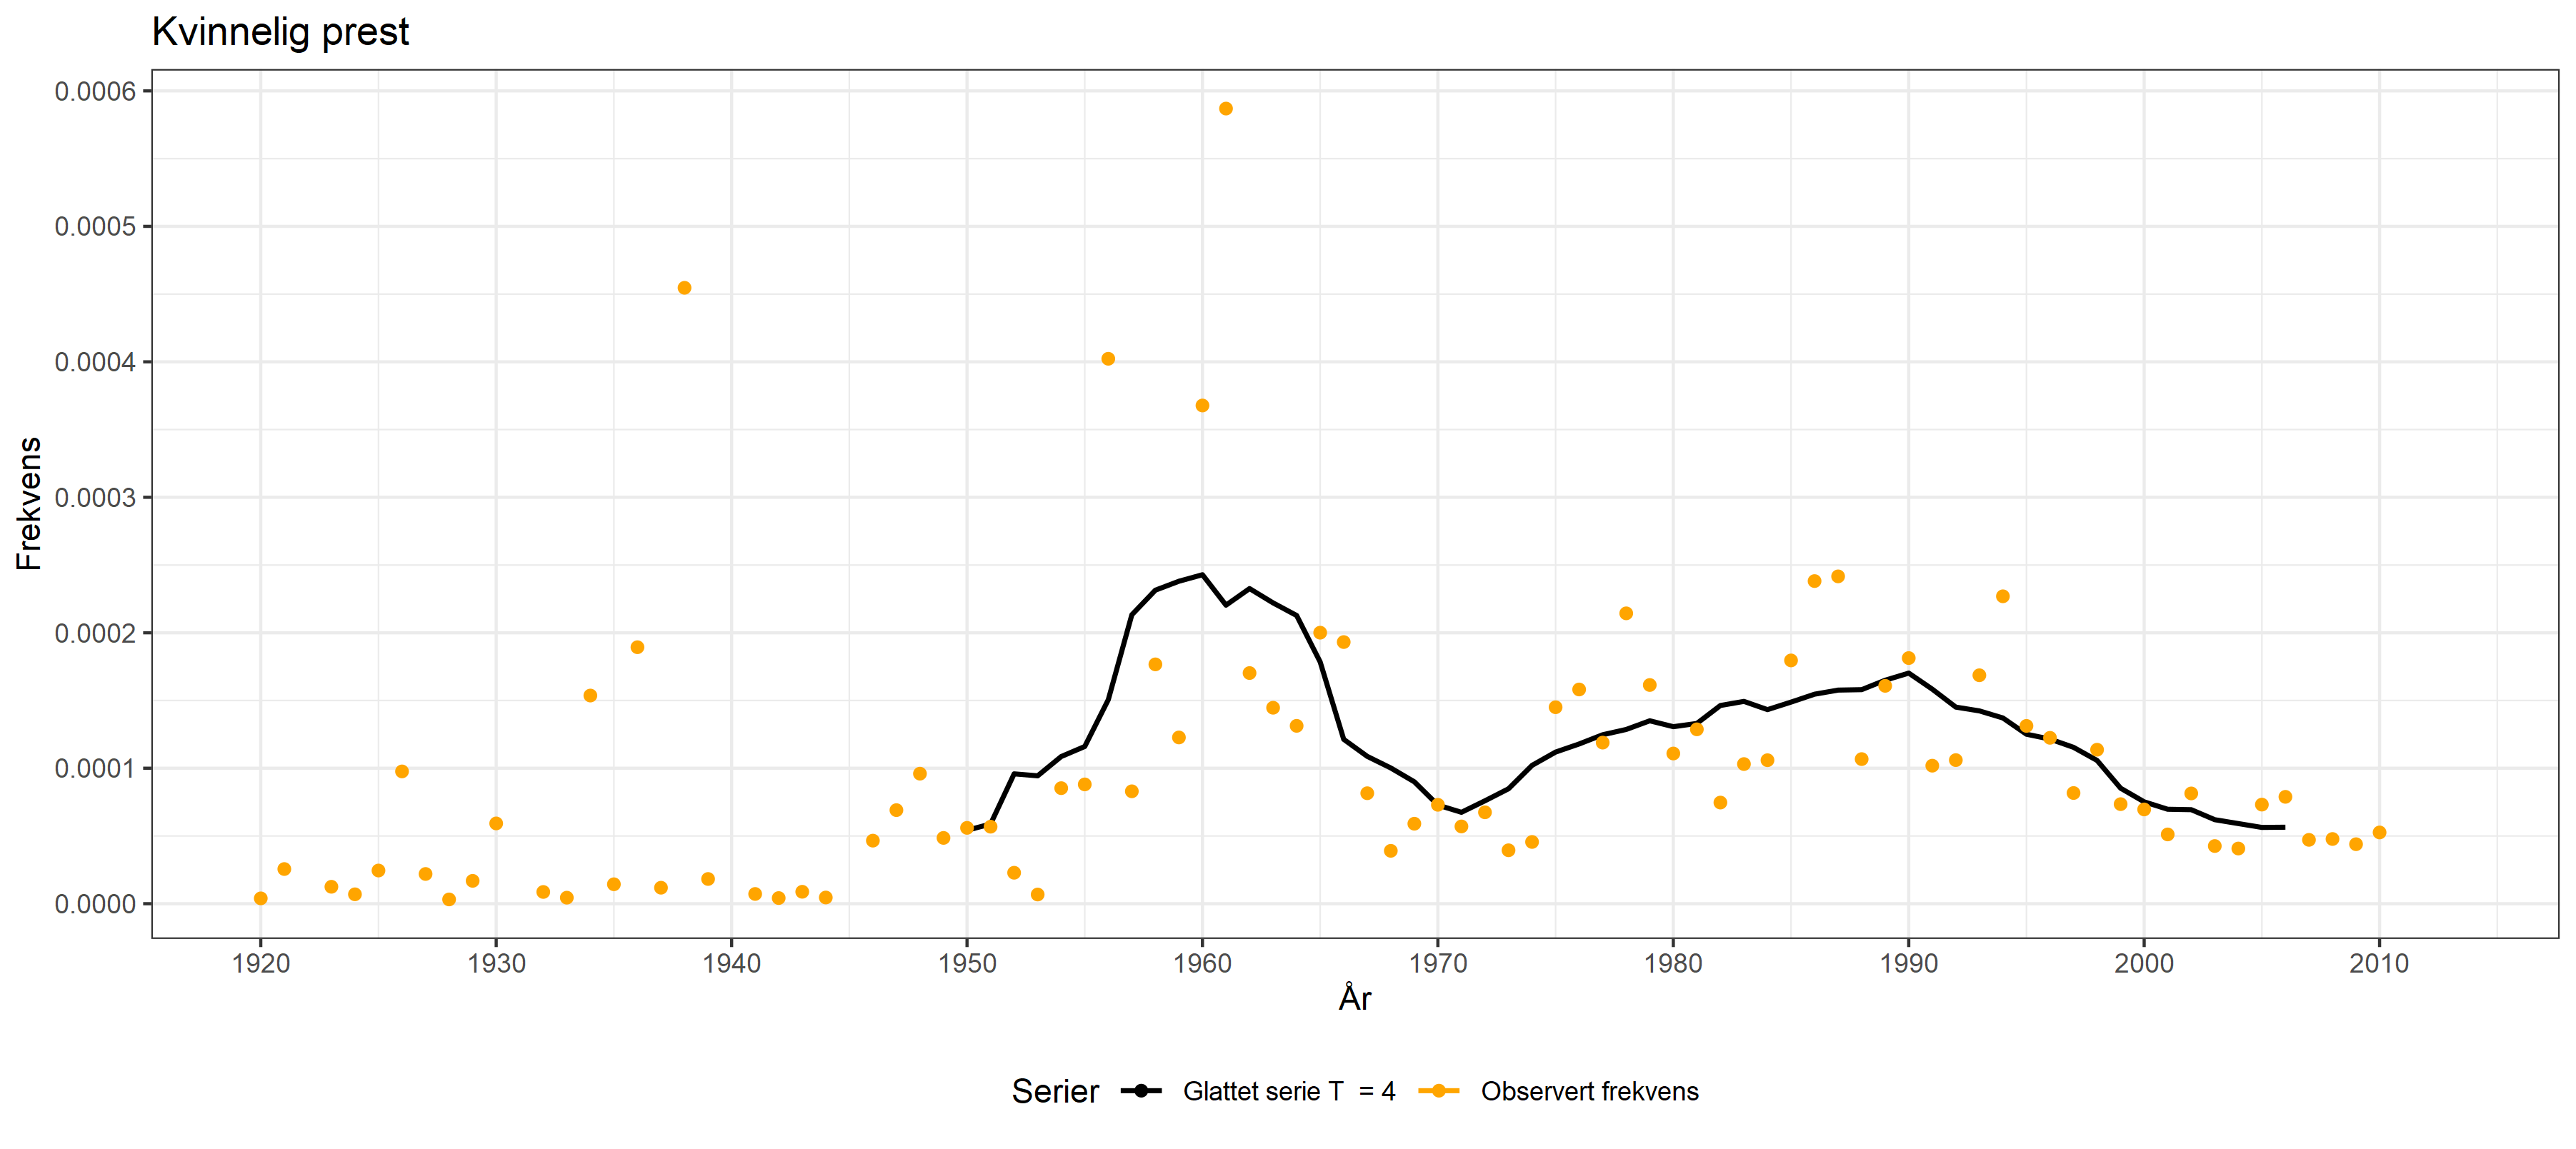 Kvinnelig prest
0.0006
0.0005
0.0004
0.0003
0.0002
0.0001
0.0000
Frekvens
1920 1930 1940 1950 1960 1970 1980 1990 2000 2010
År
Serier Glattet serie T  = 4 Observert frekvens